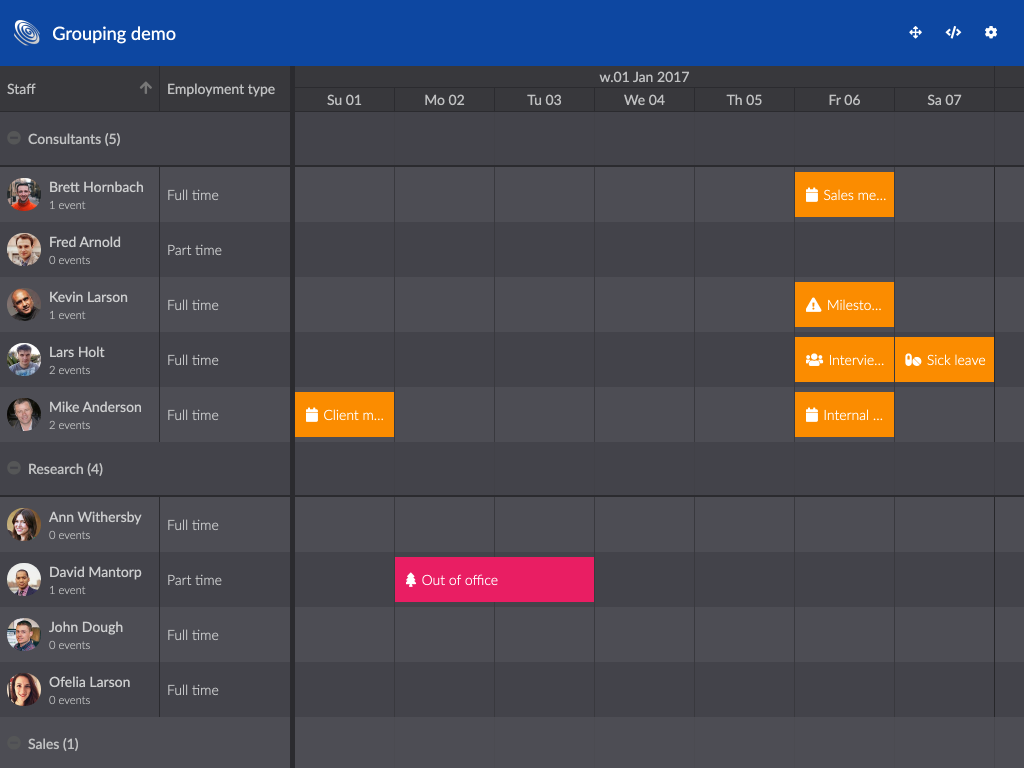 Grouping demo
Staff
Employment type
w.01 Jan 2017
Su 01
Mo 02
Tu 03
We 04
Th 05
Fr 06
Sa 07
Consultants (5)
Brett Hornbach
1 event
Full time
Sales me...
Fred Arnold
0 events
Part time
Kevin Larson
1 event
Full time
Milesto...
Lars Holt
2 events
Full time
Intervie...
Sick leave
Mike Anderson
2 events
Full time
Client m...
Internal ...
Research (4)
Ann Withersby
0 events
Full time
David Mantorp
1 event
Part time
Out of office
John Dough
0 events
Full time
Ofelia Larson
0 events
Full time
Sales (1)